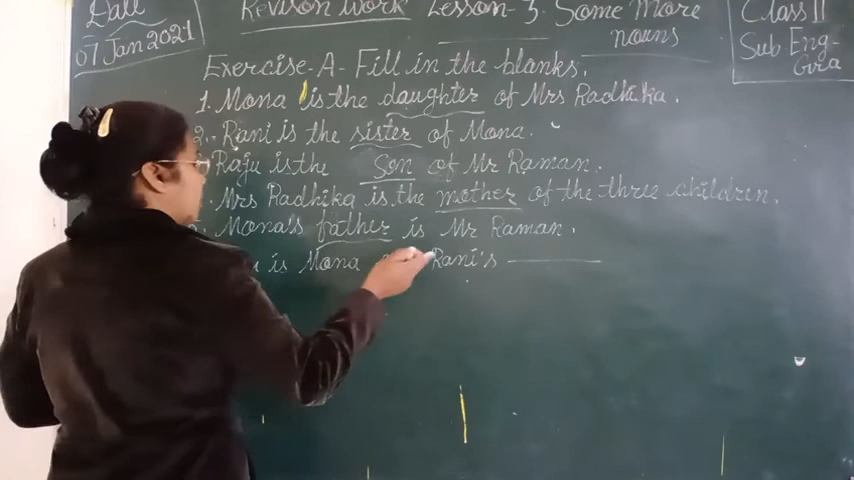 Date
07 Jan 2021
Revison Work Lesson-3. Some More
nouns
Class II
Sub Eng-
Exercise-A-Fill in the blanks.
1. Mona is the daughter of Mrs Radhika.
2. Rani is the sister of Mona.
Raju is the Son of Mr Raman.
Mrs Radhika is the mother of the three children.
Mona's father is Mr Raman.
is Mona Rani's